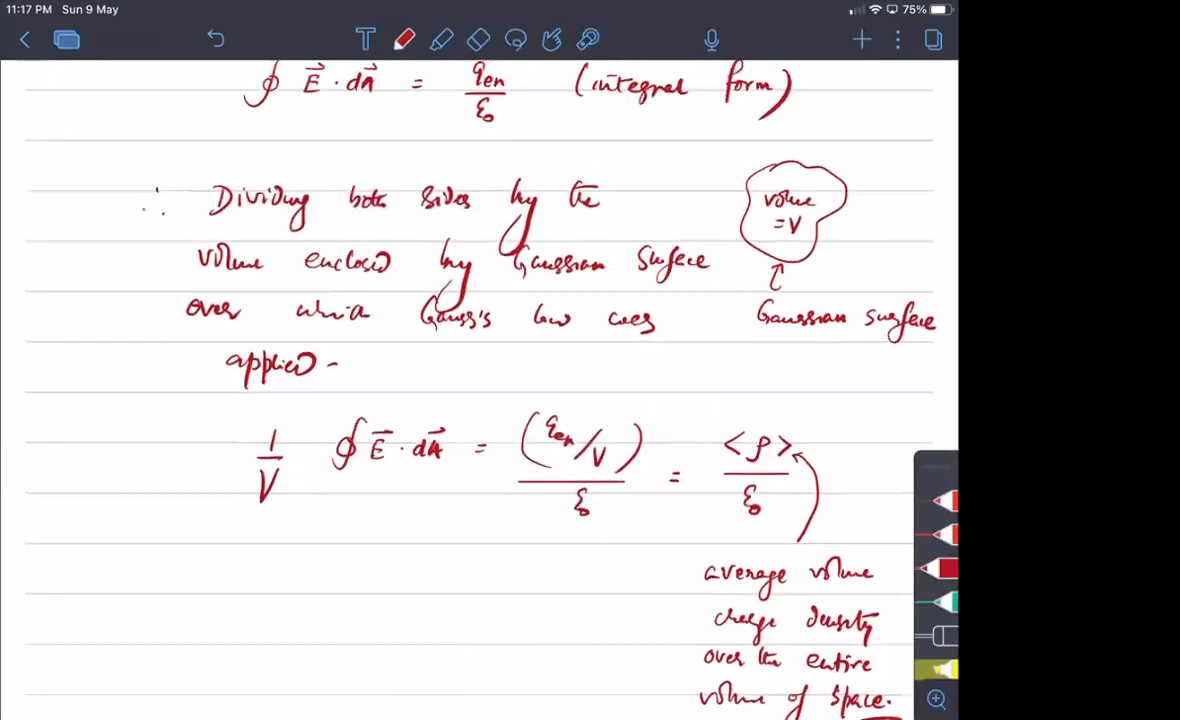 11:17 PM Sun 9 May 75%
∮ E⃗ · dA⃗ = qen/ε0 (integral form)
∴ Dividing both sides by the
volume enclosed by Gaussian Surface
over which Gauss's law was
applied -
volume
= V
Gaussian surface
1/V ∮ E⃗ · dA⃗ = (qen/V)/ε0 = <ρ>/ε0
average volume
charge density
over the entire
volume of space.